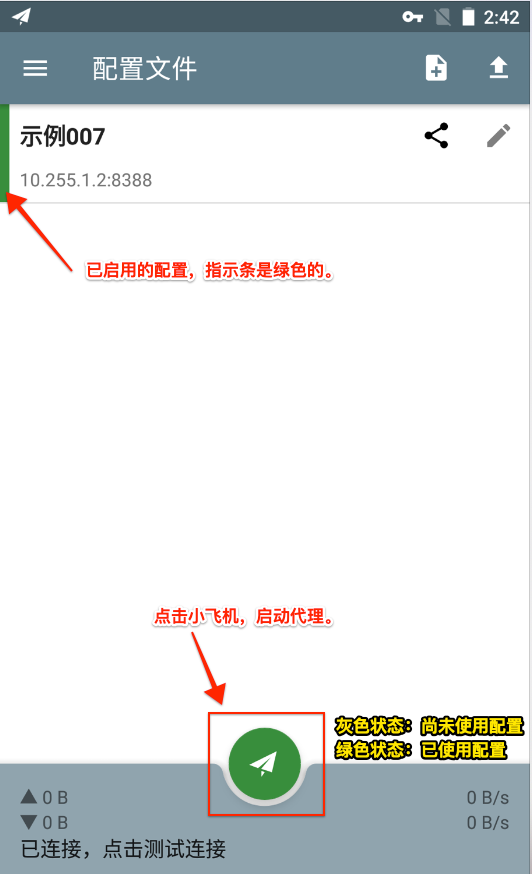 2:42
配置文件
示例007
10.255.1.2:8388
已启用的配置，指示条是绿色的。
点击小飞机，启动代理。
灰色状态：尚未使用配置
绿色状态：已使用配置
▲ 0 B 0 B/s
▼ 0 B 0 B/s
已连接，点击测试连接